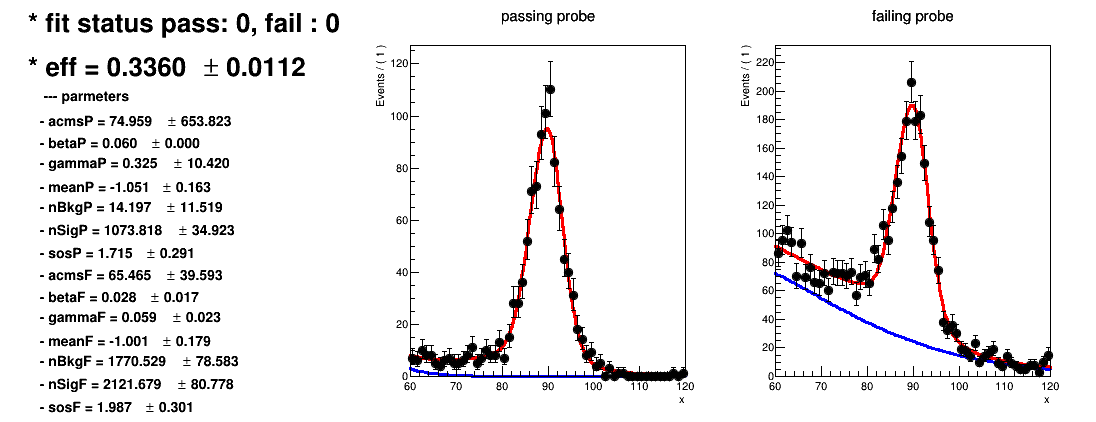 * fit status pass: 0, fail : 0
* eff = 0.3360 ± 0.0112
--- parmeters
- acmsP = 74.959 ± 653.823
- betaP = 0.060 ± 0.000
- gammaP = 0.325 ± 10.420
- meanP = -1.051 ± 0.163
- nBkgP = 14.197 ± 11.519
- nSigP = 1073.818 ± 34.923
- sosP = 1.715 ± 0.291
- acmsF = 65.465 ± 39.593
- betaF = 0.028 ± 0.017
- gammaF = 0.059 ± 0.023
- meanF = -1.001 ± 0.179
- nBkgF = 1770.529 ± 78.583
- nSigF = 2121.679 ± 80.778
- sosF = 1.987 ± 0.301
passing probe
Events / ( 1 )
120
100
80
60
40
20
0
60 70 80 90 100 110 120
x
failing probe
Events / ( 1 )
220
200
180
160
140
120
100
80
60
40
20
0
60 70 80 90 100 110 120
x